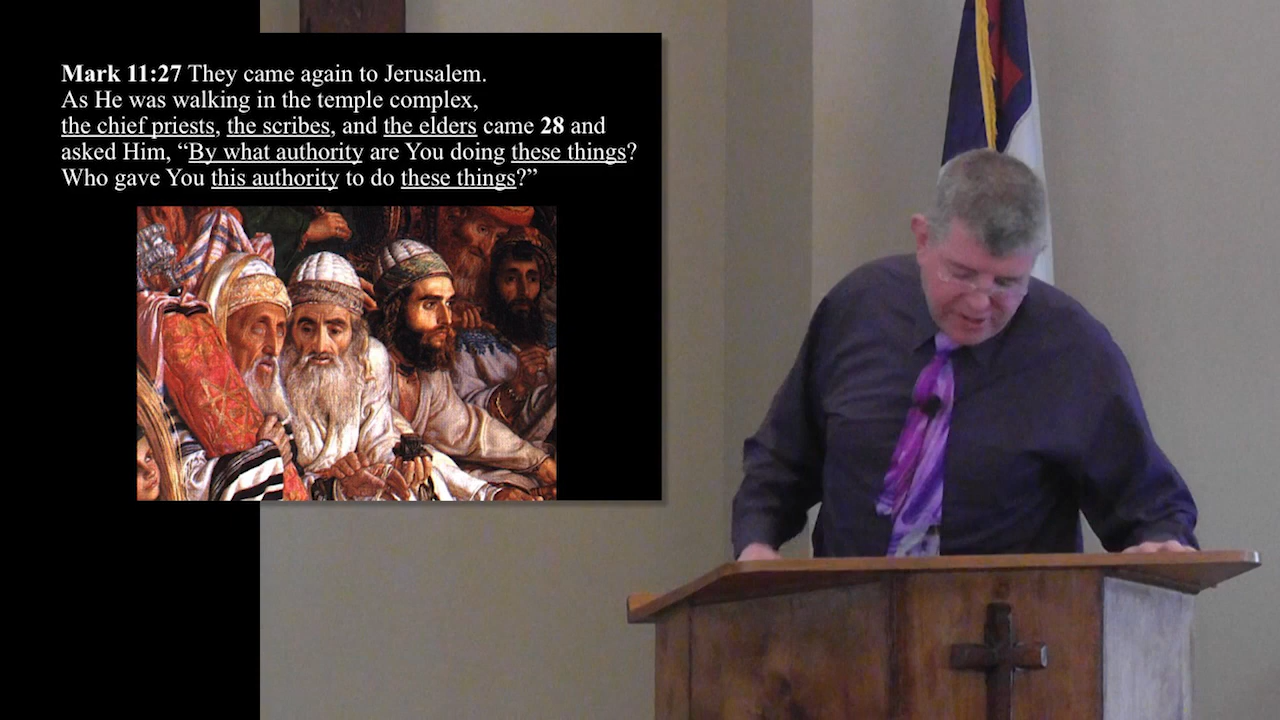 Mark 11:27 They came again to Jerusalem.
As He was walking in the temple complex,
the chief priests, the scribes, and the elders came 28 and
asked Him, “By what authority are You doing these things?
Who gave You this authority to do these things?”